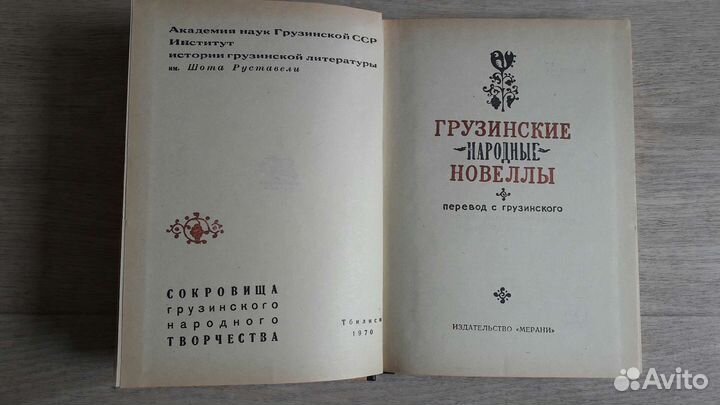 Академия наук Грузинской ССР
Институт
истории грузинской литературы
им. Шота Руставели
СОКРОВИЩА
грузинского
народного
ТВОРЧЕСТВА
Тбилиси
1970
ГРУЗИНСКИЕ
НАРОДНЫЕ
НОВЕЛЛЫ
перевод с грузинского
ИЗДАТЕЛЬСТВО «МЕРАНИ»
Avito